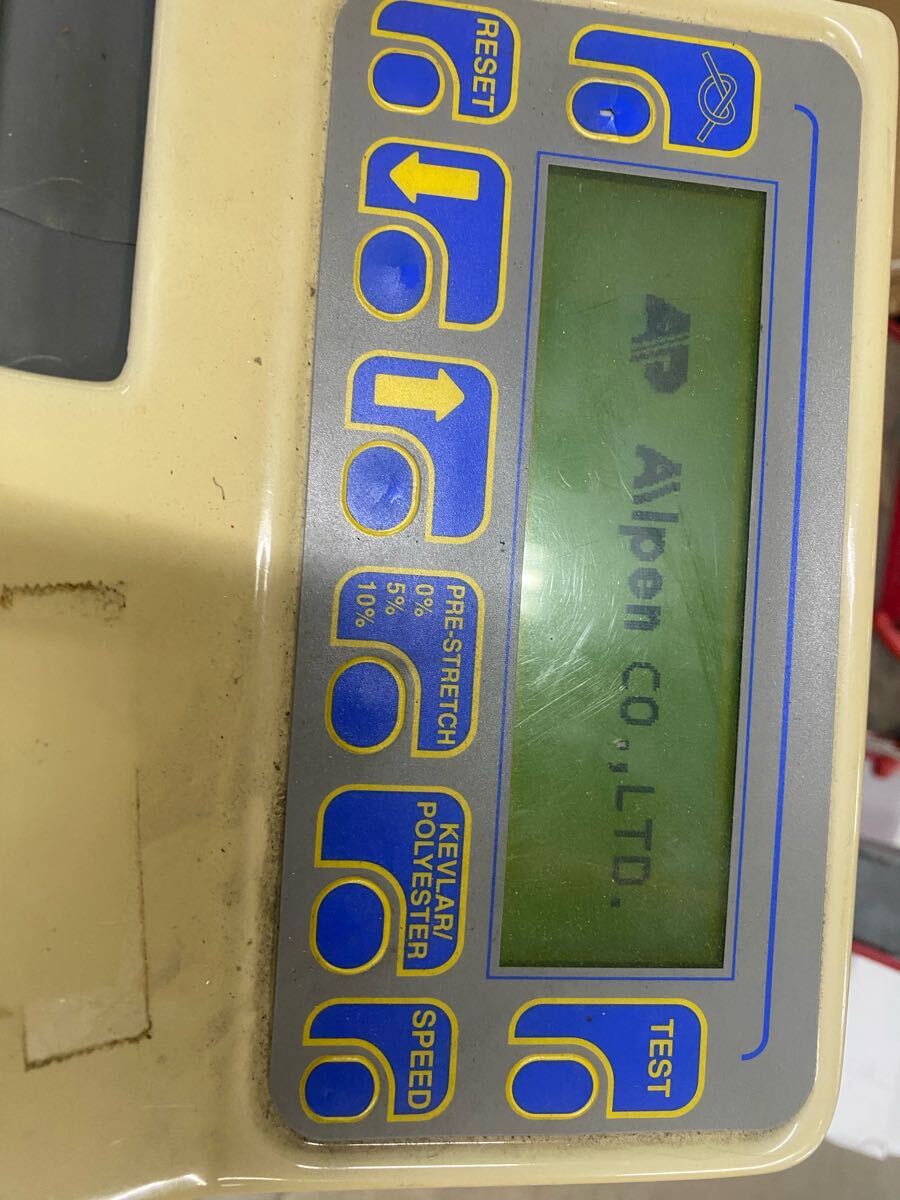 AP Alpen CO.,LTD.
TEST
RESET
PRE-STRETCH
0%
5%
10%
KEVLAR/
POLYESTER
SPEED